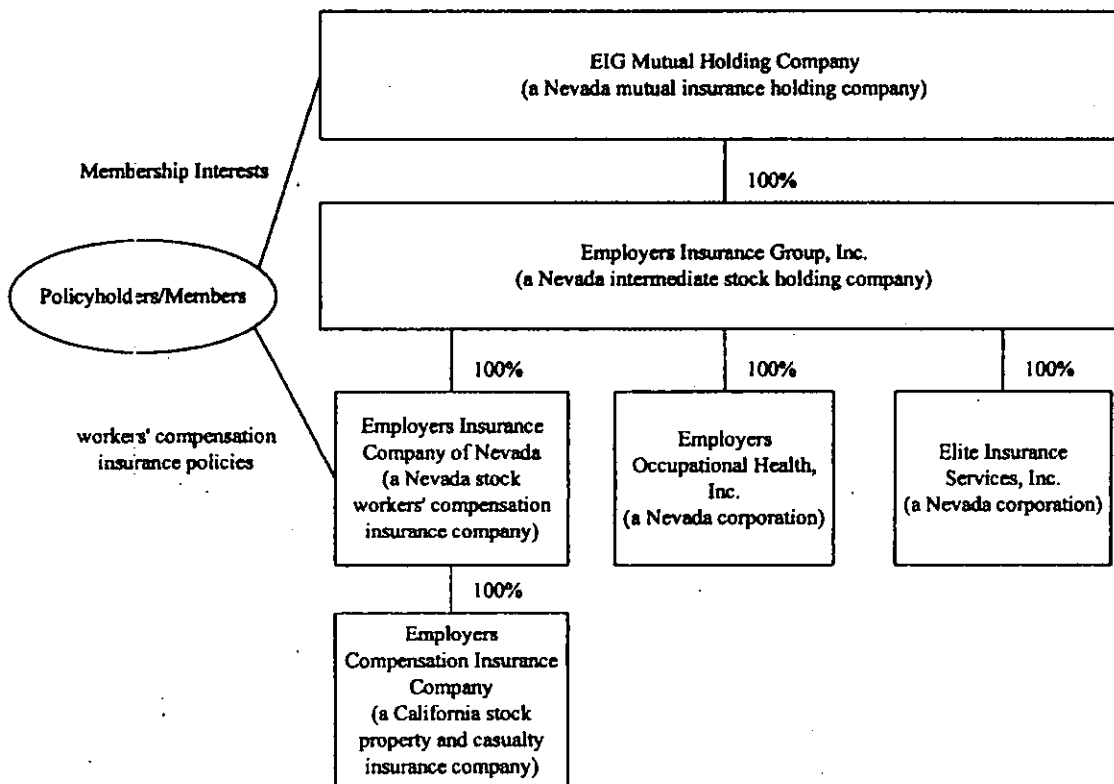 EIG Mutual Holding Company
(a Nevada mutual insurance holding company)
Membership Interests
100%
Employers Insurance Group, Inc.
(a Nevada intermediate stock holding company)
Policyholders/Members
100%
100%
100%
workers' compensation
insurance policies
Employers Insurance
Company of Nevada
(a Nevada stock
workers' compensation
insurance company)
Employers
Occupational Health,
Inc.
(a Nevada corporation)
Elite Insurance
Services, Inc.
(a Nevada corporation)
100%
Employers
Compensation Insurance
Company
(a California stock
property and casualty
insurance company)